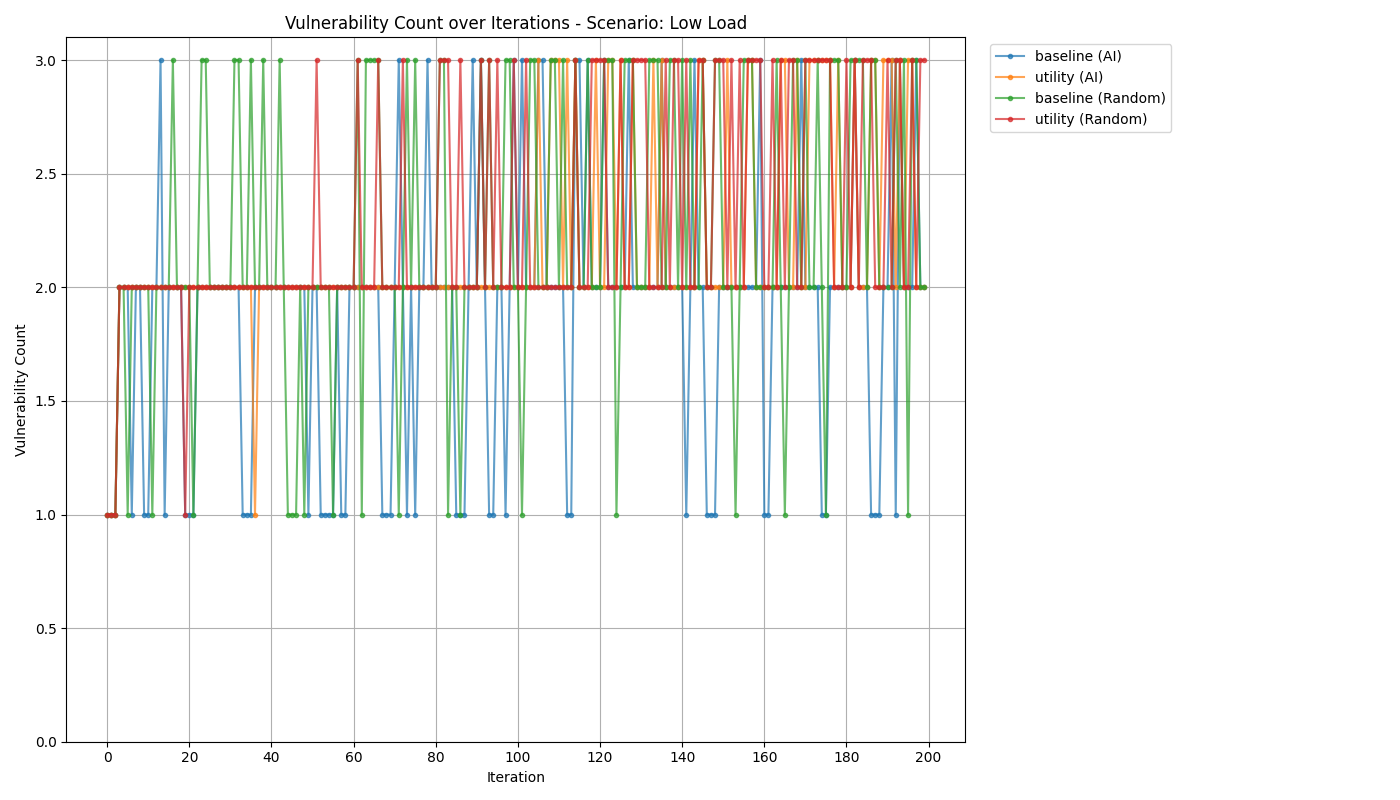 Vulnerability Count over Iterations - Scenario: Low Load
baseline (AI)
utility (AI)
baseline (Random)
utility (Random)
Vulnerability Count
3.0
2.5
2.0
1.5
1.0
0.5
0.0
0 20 40 60 80 100 120 140 160 180 200
Iteration